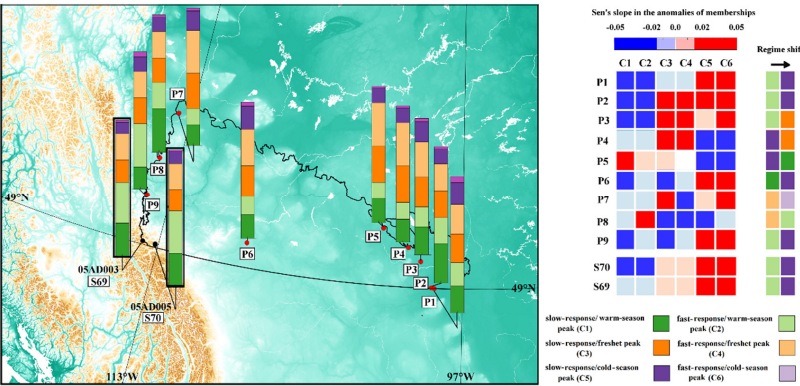 Sen's slope in the anomalies of memberships
-0.05 -0.02 0.0 0.02 0.05
C1 C2 C3 C4 C5 C6
Regime shift
P1
P2
P3
P4
P5
P6
P7
P8
P9
S70
S69
slow-response/warm-season
peak (C1)
fast-response/warm-season
peak (C2)
slow-response/freshet peak
(C3)
fast-response/freshet peak
(C4)
slow-response/cold-season
peak (C5)
fast-response/cold-season
peak (C6)
P7
P8
49°N
P9
P6
P5
P4
P3
P2
P1
49°N
05AD003
S69
05AD005
S70
113°W
97°W